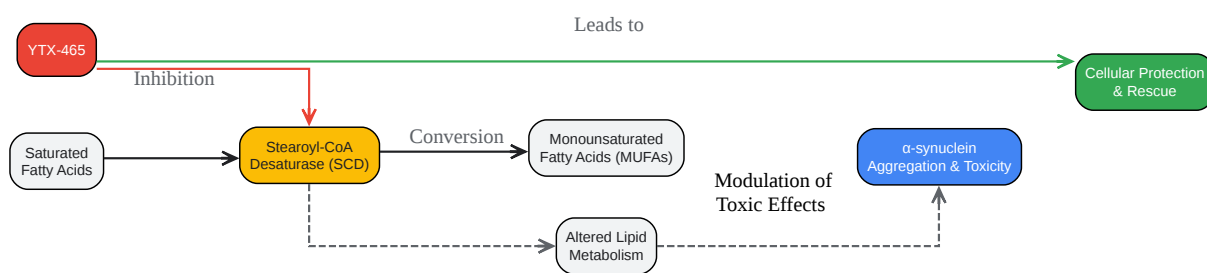 Leads to
YTX-465
Inhibition
Cellular Protection
& Rescue
Saturated
Fatty Acids
Stearoyl-CoA
Desaturase (SCD)
Conversion
Monounsaturated
Fatty Acids (MUFAs)
α-synuclein
Aggregation & Toxicity
Modulation of
Toxic Effects
Altered Lipid
Metabolism